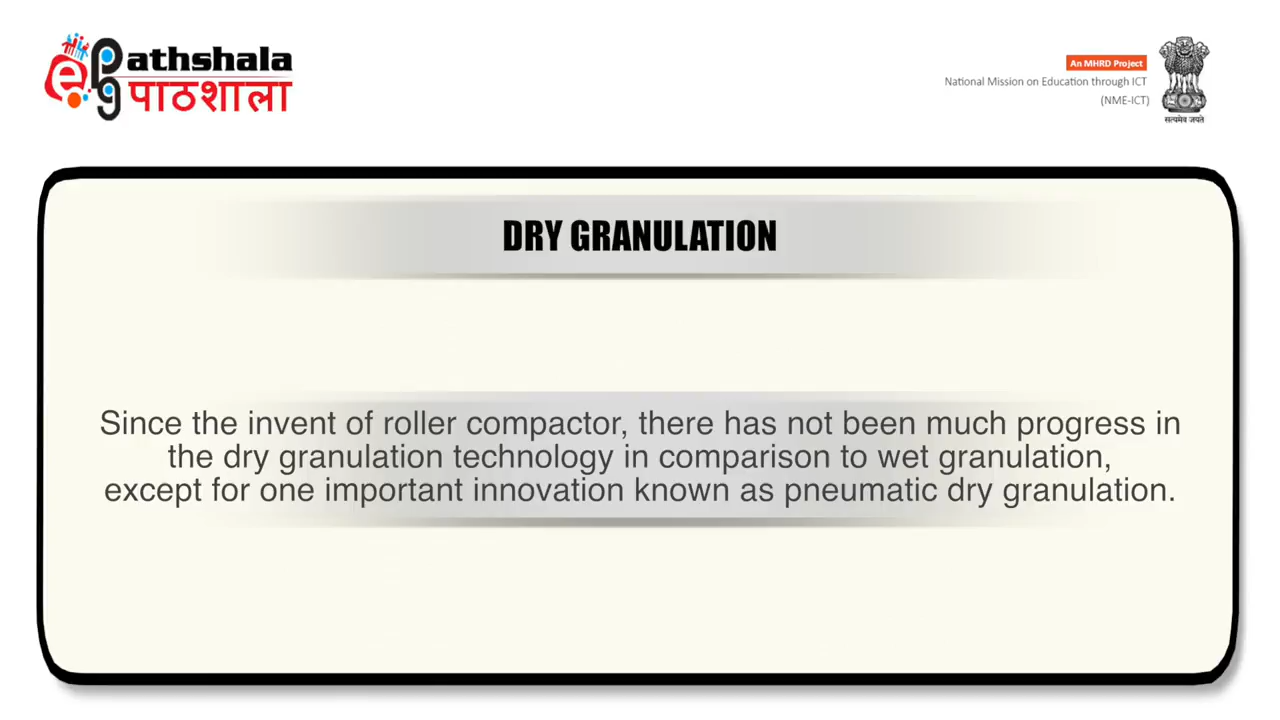 e Pg athshala
पाठशाला
An MHRD Project
National Mission on Education through ICT
(NME-ICT)
सत्यमेव जयते
DRY GRANULATION
Since the invent of roller compactor, there has not been much progress in
the dry granulation technology in comparison to wet granulation,
except for one important innovation known as pneumatic dry granulation.